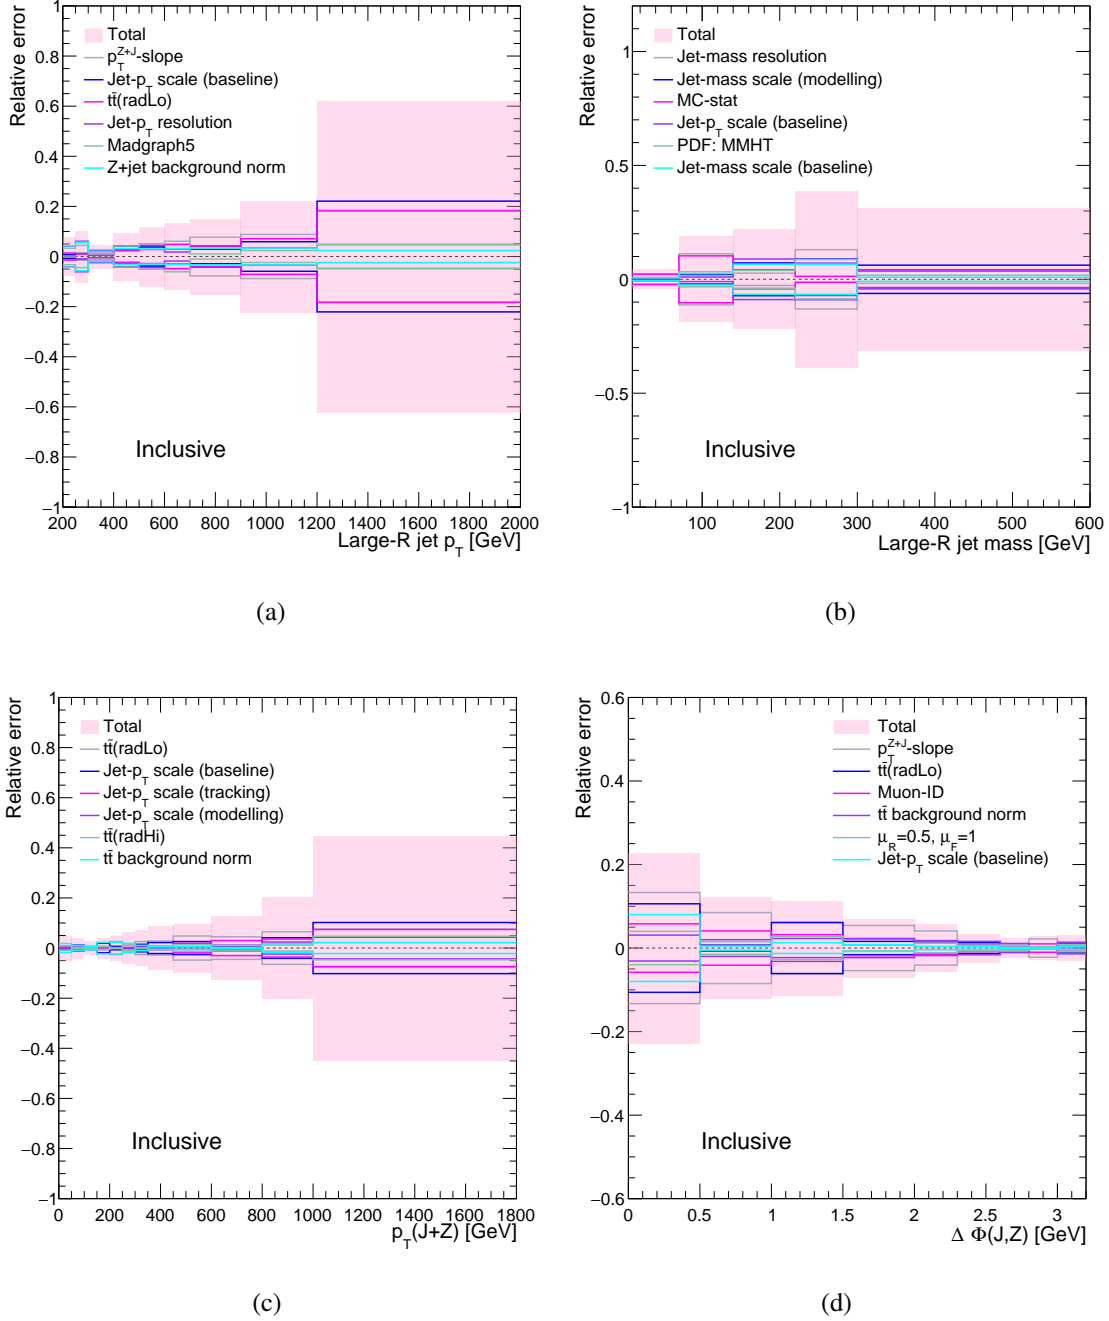 Relative error
1
0.8
0.6
0.4
0.2
0
−0.2
−0.4
−0.6
−0.8
−1
Total
p_T^{Z+J}-slope
Jet-p_T scale (baseline)
tt̄(radLo)
Jet-p_T resolution
Madgraph5
Z+jet background norm
Inclusive
200 400 600 800 1000 1200 1400 1600 1800 2000
Large-R jet p_T [GeV]
(a)
Relative error
1
0.5
0
−0.5
−1
Total
Jet-mass resolution
Jet-mass scale (modelling)
MC-stat
Jet-p_T scale (baseline)
PDF: MMHT
Jet-mass scale (baseline)
Inclusive
100 200 300 400 500 600
Large-R jet mass [GeV]
(b)
Relative error
1
0.8
0.6
0.4
0.2
0
−0.2
−0.4
−0.6
−0.8
−1
Total
tt̄(radLo)
Jet-p_T scale (baseline)
Jet-p_T scale (tracking)
Jet-p_T scale (modelling)
tt̄(radHi)
tt̄ background norm
Inclusive
0 200 400 600 800 1000 1200 1400 1600 1800
p_T(J+Z) [GeV]
(c)
Relative error
0.6
0.4
0.2
0
−0.2
−0.4
−0.6
Total
p_T^{Z+J}-slope
tt̄(radLo)
Muon-ID
tt̄ background norm
μ_R=0.5, μ_F=1
Jet-p_T scale (baseline)
Inclusive
0 0.5 1 1.5 2 2.5 3
Δ Φ(J,Z) [GeV]
(d)